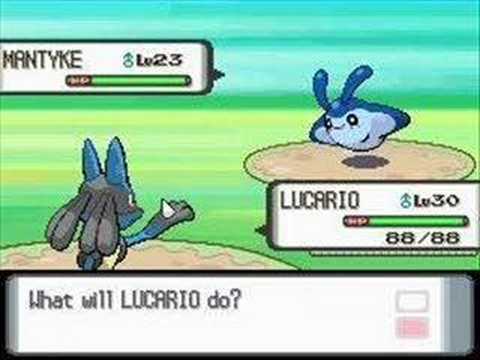 MANTYKE ♂Lv23
HP
LUCARIO ♂Lv30
HP
88/88
What will LUCARIO do?